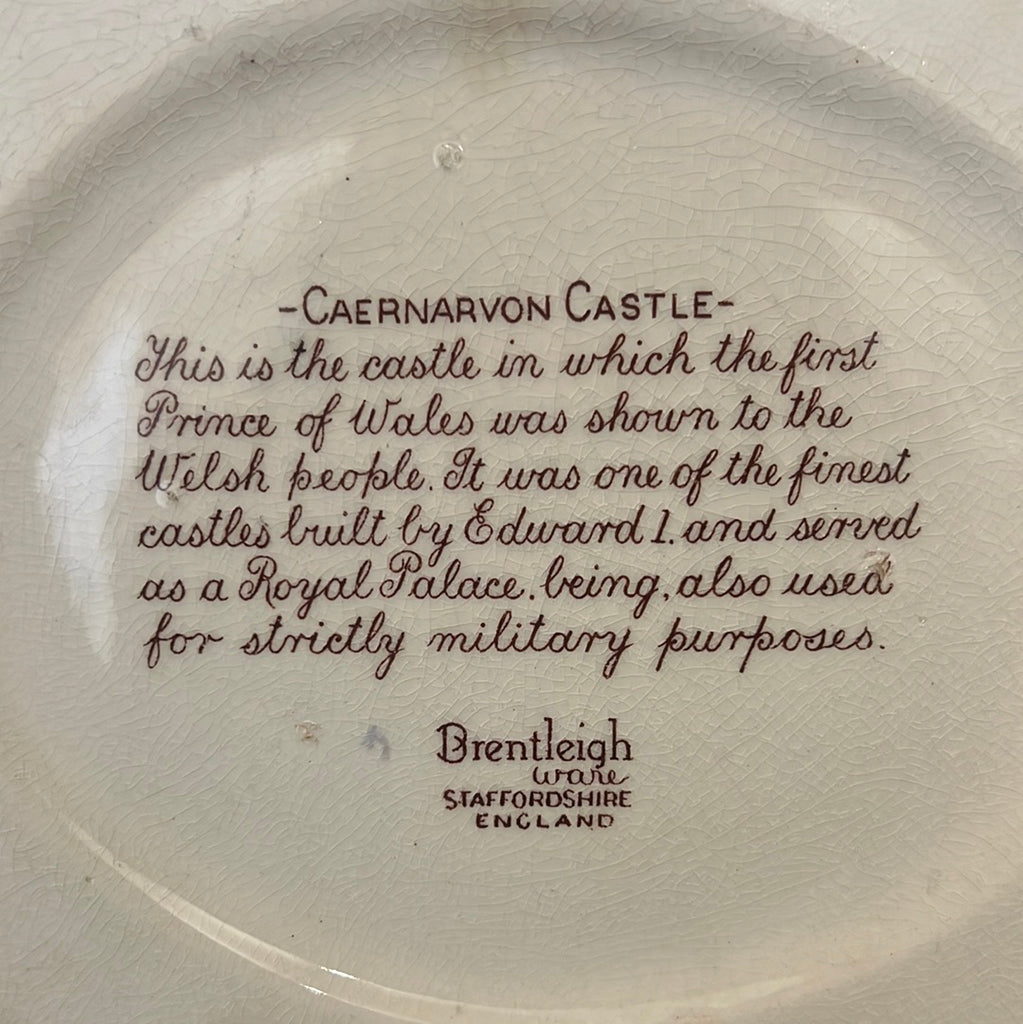 -CAERNARVON CASTLE-
This is the castle in which the first
Prince of Wales was shown to the
Welsh people. It was one of the finest
castles built by Edward I. and served
as a Royal Palace. being, also used
for strictly military purposes.
Brentleigh
ware
STAFFORDSHIRE
ENGLAND